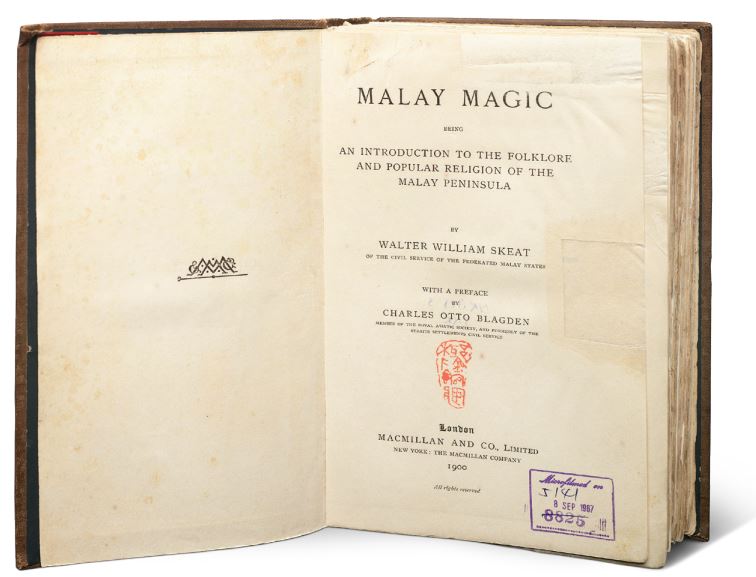 MALAY MAGIC
BEING
AN INTRODUCTION TO THE FOLKLORE
AND POPULAR RELIGION OF THE
MALAY PENINSULA
BY
WALTER WILLIAM SKEAT
OF THE CIVIL SERVICE OF THE FEDERATED MALAY STATES
WITH A PREFACE
BY
CHARLES OTTO BLAGDEN
MEMBER OF THE ROYAL ASIATIC SOCIETY, AND FORMERLY OF THE
STRAITS SETTLEMENTS CIVIL SERVICE
London
MACMILLAN AND CO., LIMITED
NEW YORK: THE MACMILLAN COMPANY
1900
All rights reserved
Microfilmed on
8 SEP 1987
8826